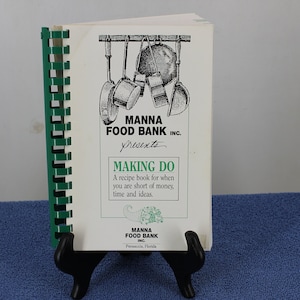 MANNA
FOOD BANK INC.
presents
MAKING DO
A recipe book for when
you are short of money,
time and ideas.
MANNA
FOOD BANK
INC.
Pensacola, Florida